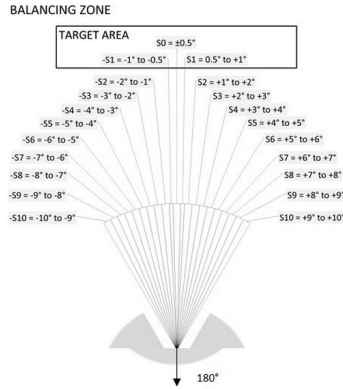 BALANCING ZONE
TARGET AREA
S0 = ±0.5°
-S1 = -1° to -0.5°
S1 = 0.5° to +1°
-S2 = -2° to -1°
S2 = +1° to +2°
-S3 = -3° to -2°
S3 = +2° to +3°
-S4 = -4° to -3°
S4 = +3° to +4°
-S5 = -5° to -4°
S5 = +4° to +5°
-S6 = -6° to -5°
S6 = +5° to +6°
-S7 = -7° to -6°
S7 = +6° to +7°
-S8 = -8° to -7°
S8 = +7° to +8°
-S9 = -9° to -8°
S9 = +8° to +9°
-S10 = -10° to -9°
S10 = +9° to +10°
180°